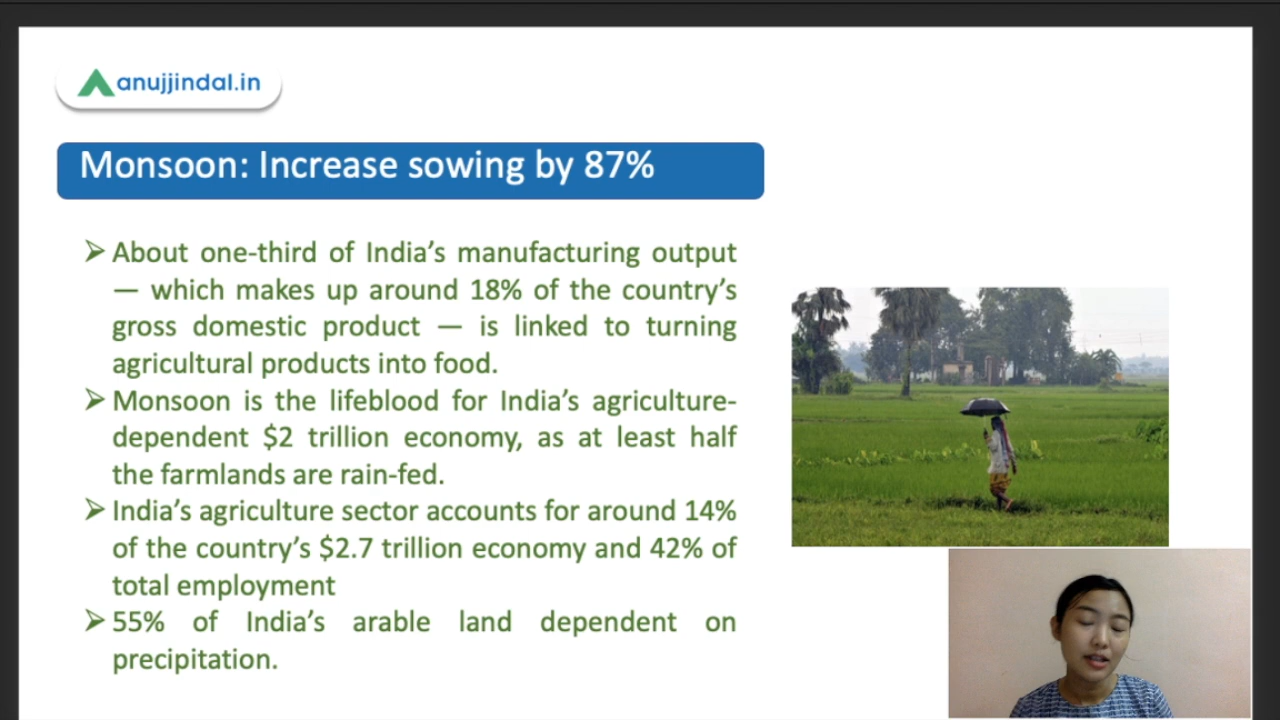 anujjindal.in
Monsoon: Increase sowing by 87%
About one-third of India's manufacturing output
— which makes up around 18% of the country's
gross domestic product — is linked to turning
agricultural products into food.
Monsoon is the lifeblood for India's agriculture-
dependent $2 trillion economy, as at least half
the farmlands are rain-fed.
India's agriculture sector accounts for around 14%
of the country's $2.7 trillion economy and 42% of
total employment
55% of India's arable land dependent on
precipitation.